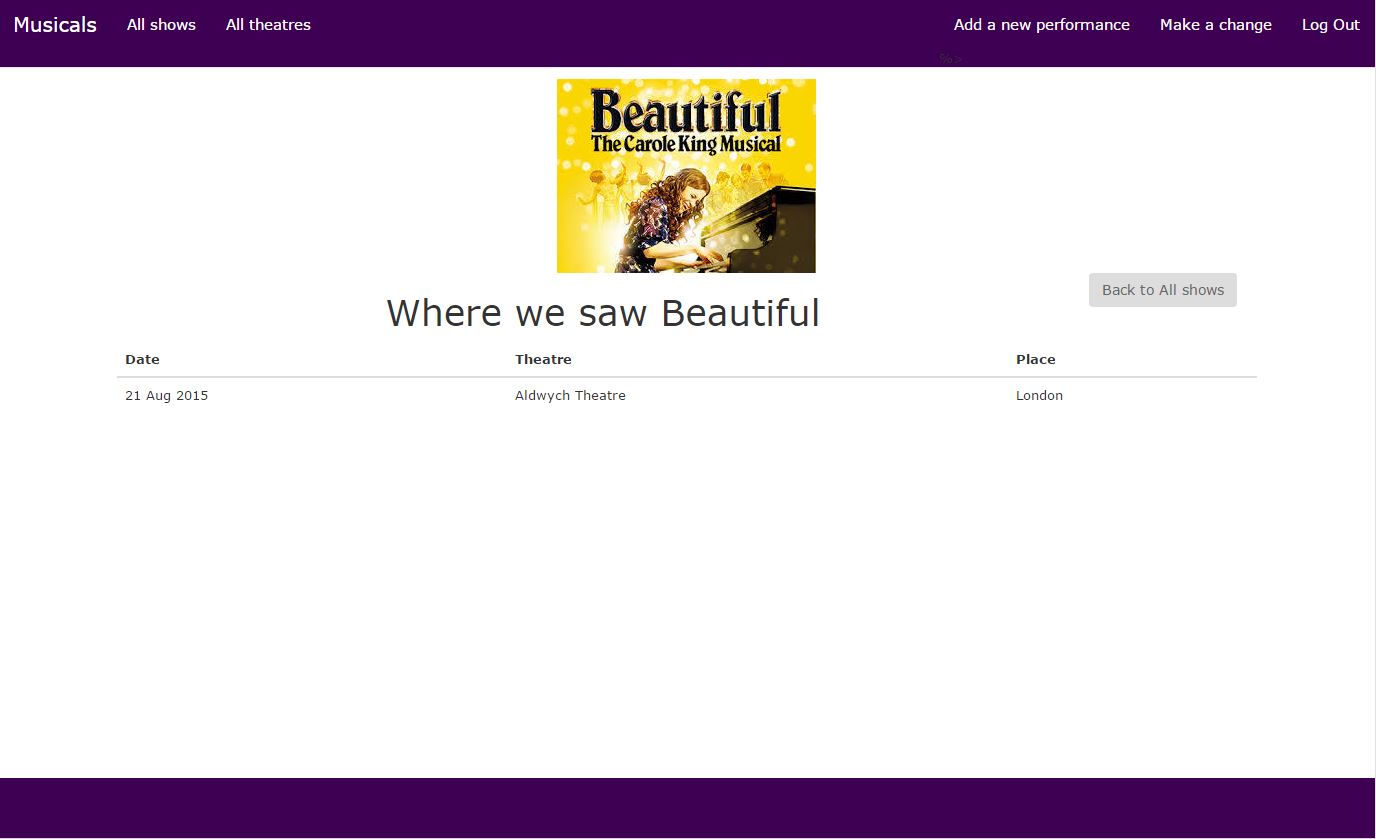 Musicals All shows All theatres Add a new performance Make a change Log Out
%>
Beautiful
The Carole King Musical
Back to All shows
Where we saw Beautiful
Date Theatre Place
21 Aug 2015 Aldwych Theatre London